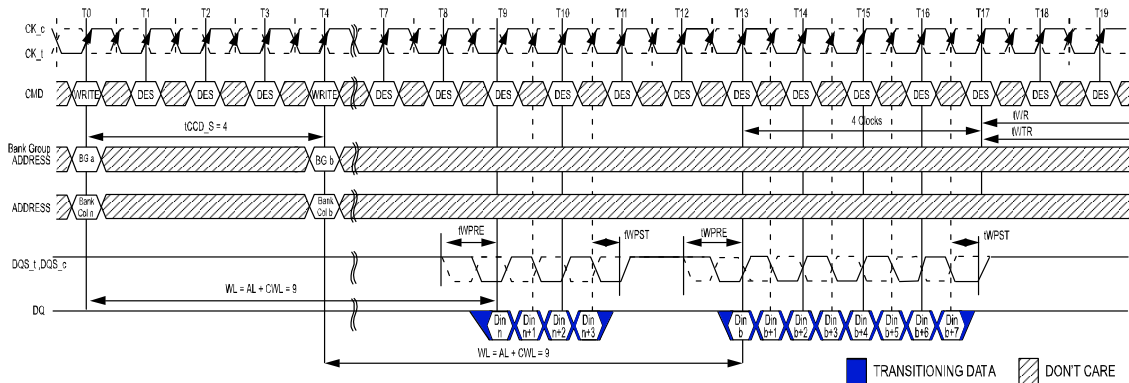 CK_c T0 T1 T2 T3 T4 T7 T8 T9 T10 T11 T12 T13 T14 T15 T16 T17 T18 T19
CK_t
CMD WRITE DES DES DES WRITE DES DES DES DES DES DES DES DES DES DES DES DES DES
tCCD_S = 4 4 Clocks tWR
tWTR
Bank Group
ADDRESS BG a BG b
ADDRESS Bank Bank
Col n Col b
tWPRE tWPST tWPRE tWPST
DQS_t ,DQS_c
WL = AL + CWL = 9
DQ Din Din Din Din Din Din Din Din Din Din Din Din
n n+1 n+2 n+3 b b+1 b+2 b+3 b+4 b+5 b+6 b+7
WL = AL + CWL = 9
TRANSITIONING DATA DON'T CARE